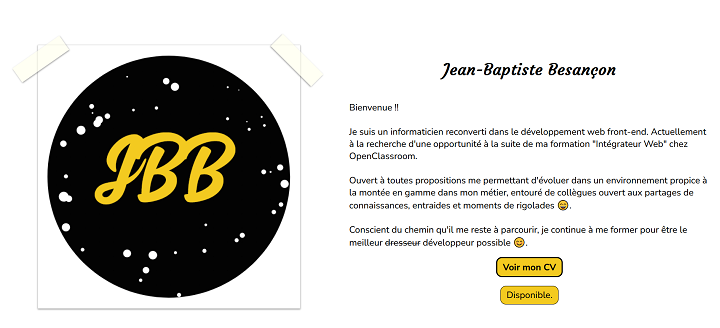 JBB
Jean-Baptiste Besançon
Bienvenue !!
Je suis un informaticien reconverti dans le développement web front-end. Actuellement
à la recherche d'une opportunité à la suite de ma formation "Intégrateur Web" chez
OpenClassroom.
Ouvert à toutes propositions me permettant d'évoluer dans un environnement propice à
la montée en gamme dans mon métier, entouré de collègues ouvert aux partages de
connaissances, entraides et moments de rigolades 😄.
Conscient du chemin qu'il me reste à parcourir, je continue à me former pour être le
meilleur dresseur développeur possible 😊.
Voir mon CV
Disponible.